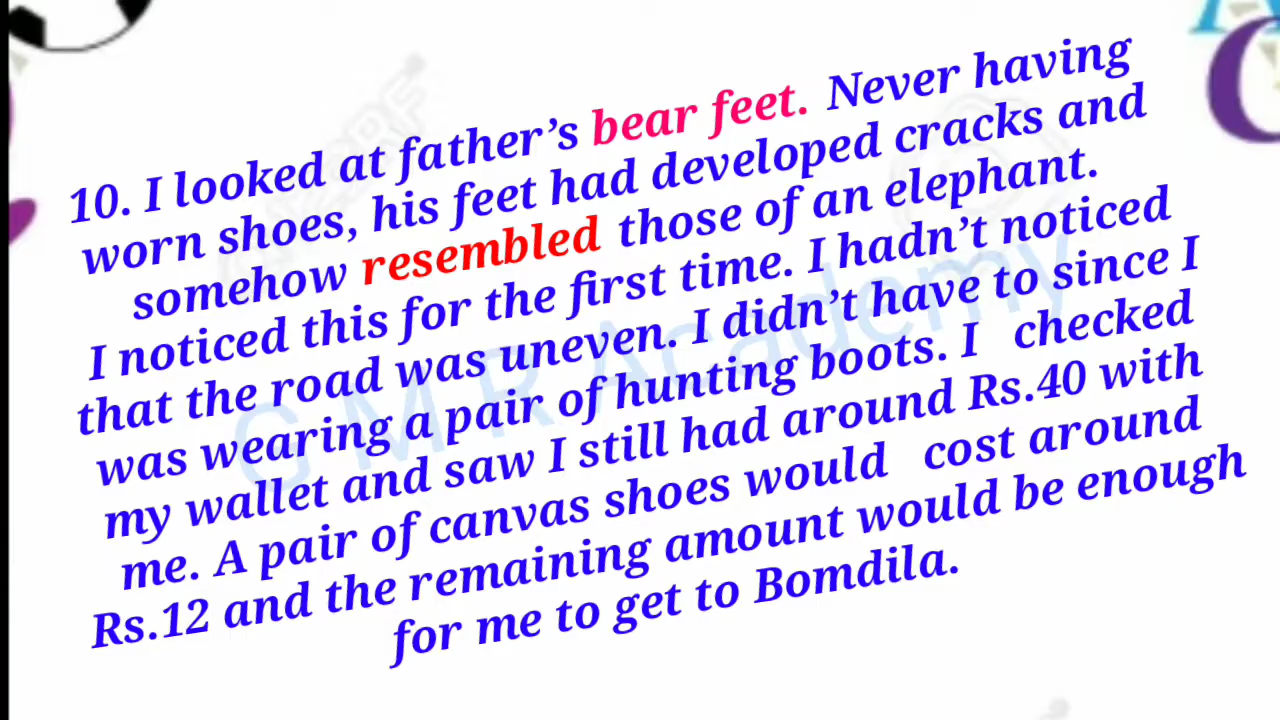 10. I looked at father’s bear feet. Never having
worn shoes, his feet had developed cracks and
somehow resembled those of an elephant.
I noticed this for the first time. I hadn’t noticed
that the road was uneven. I didn’t have to since I
was wearing a pair of hunting boots. I checked
my wallet and saw I still had around Rs.40 with
me. A pair of canvas shoes would cost around
Rs.12 and the remaining amount would be enough
for me to get to Bomdila.
G M R Academy